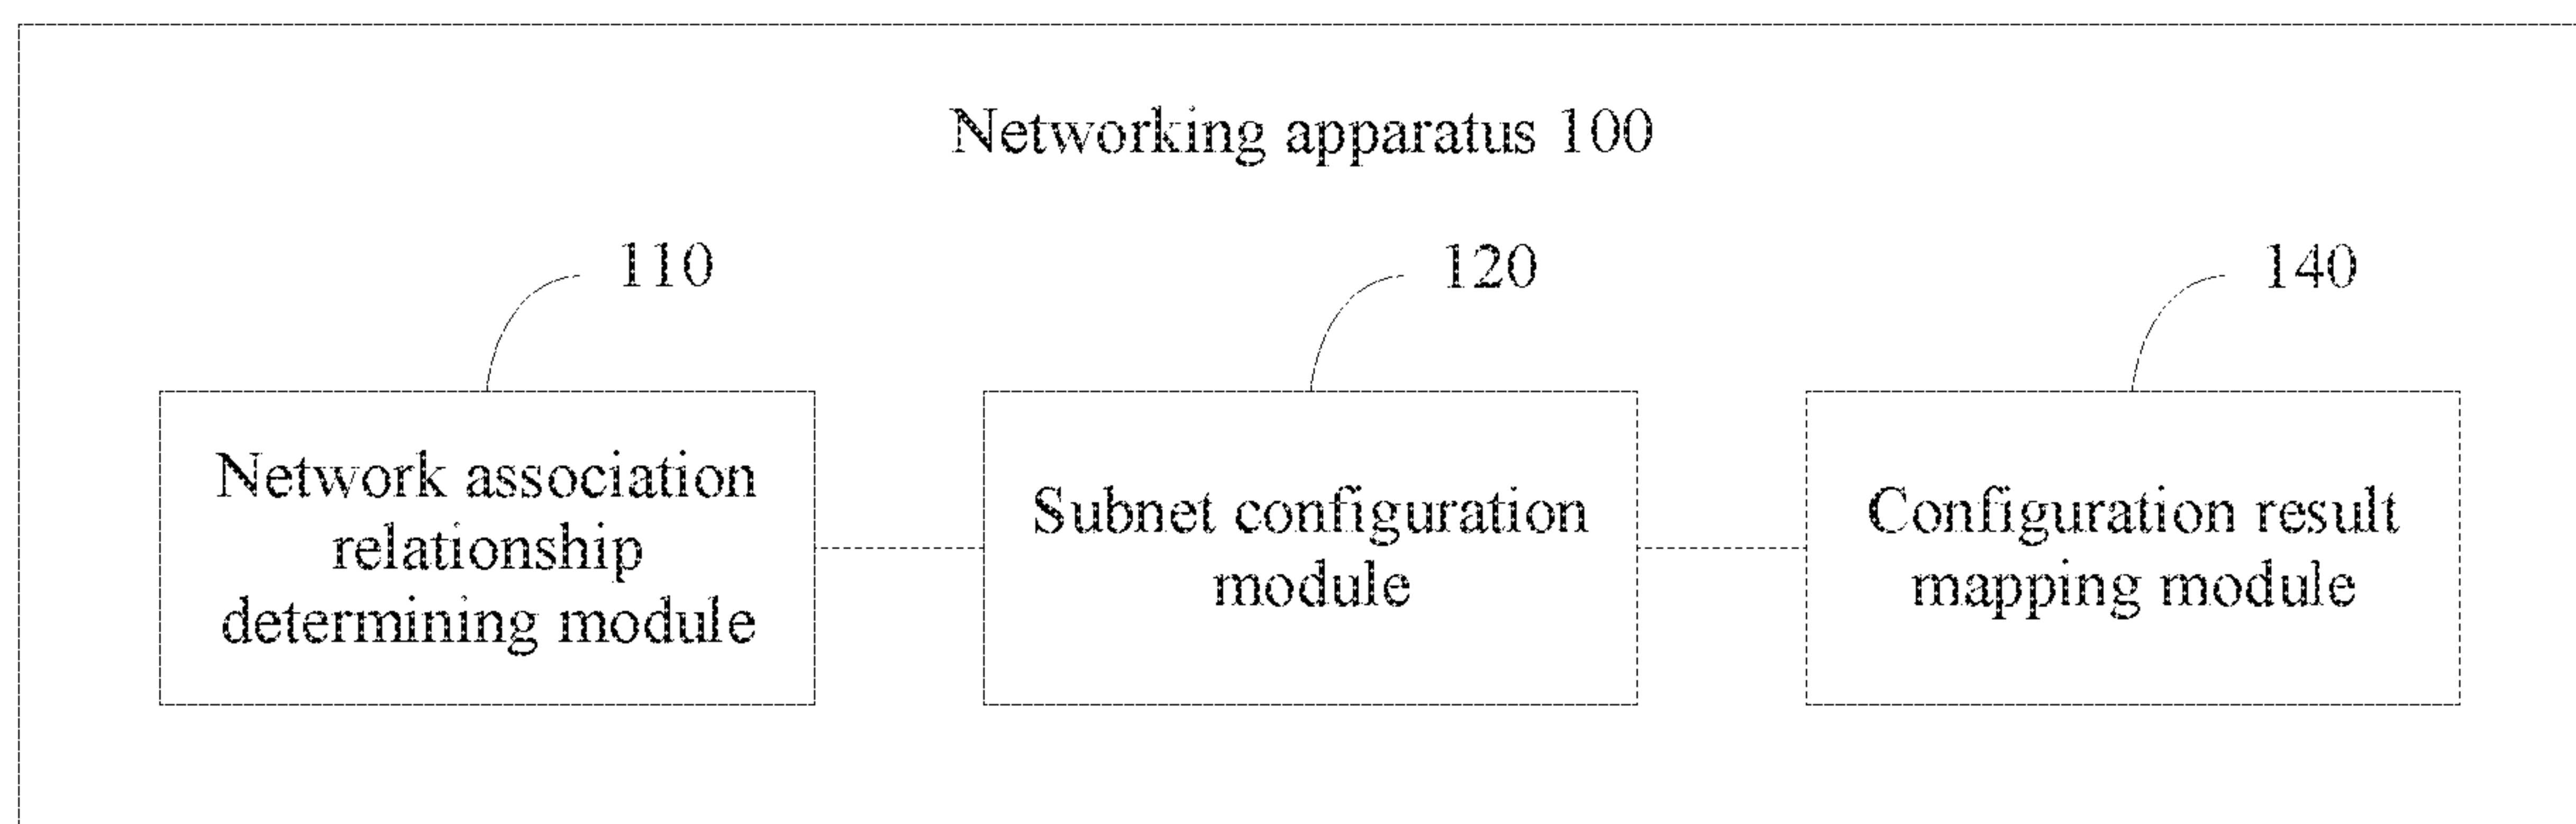 Networking apparatus 100
110
120
140
Network association
relationship
determining module
Subnet configuration
module
Configuration result
mapping module